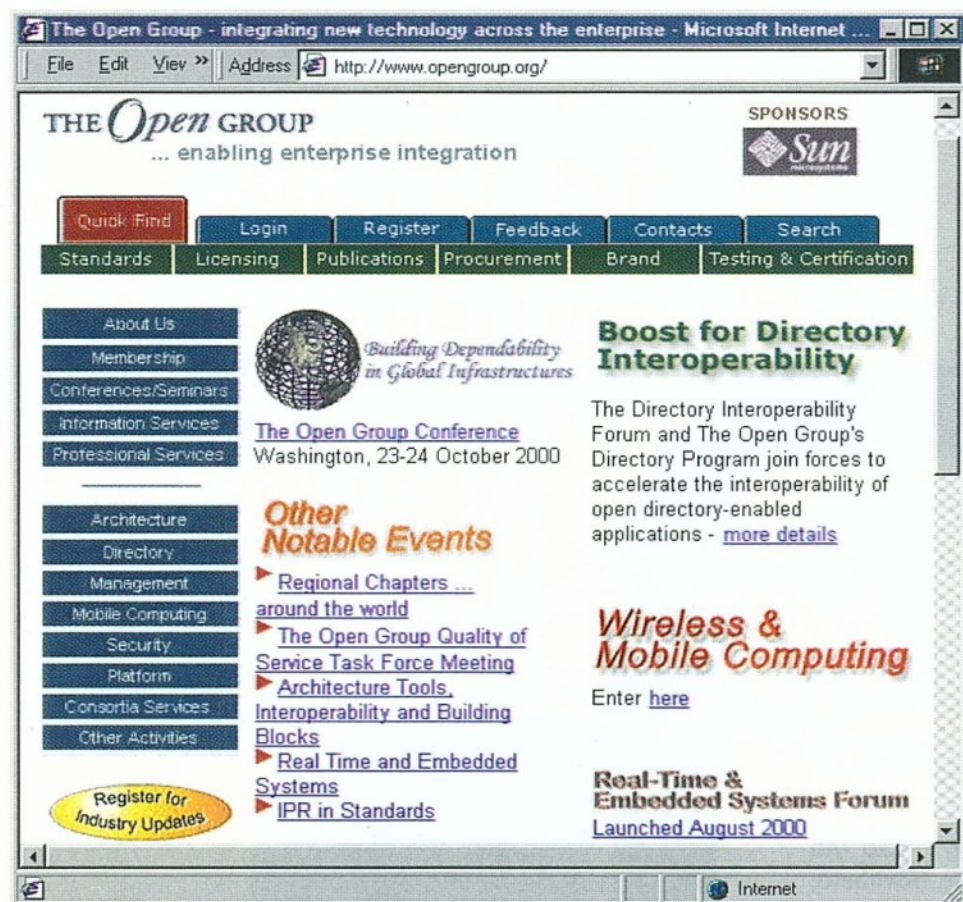 The Open Group - integrating new technology across the enterprise - Microsoft Internet ...
File Edit Viev » Address http://www.opengroup.org/
THE Open GROUP
... enabling enterprise integration
SPONSORS
Sun
microsystems
Quick Find Login Register Feedback Contacts Search
Standards Licensing Publications Procurement Brand Testing & Certification
About Us
Membership
Conferences/Seminars
Information Services
Professional Services
Architecture
Directory
Management
Mobile Computing
Security
Platform
Consortia Services
Other Activities
Register for
Industry Updates
Building Dependability
in Global Infrastructures
The Open Group Conference
Washington, 23-24 October 2000
Other
Notable Events
Regional Chapters ...
around the world
The Open Group Quality of
Service Task Force Meeting
Architecture Tools,
Interoperability and Building
Blocks
Real Time and Embedded
Systems
IPR in Standards
Boost for Directory
Interoperability
The Directory Interoperability
Forum and The Open Group's
Directory Program join forces to
accelerate the interoperability of
open directory-enabled
applications - more details
Wireless &
Mobile Computing
Enter here
Real-Time &
Embedded Systems Forum
Launched August 2000
Internet